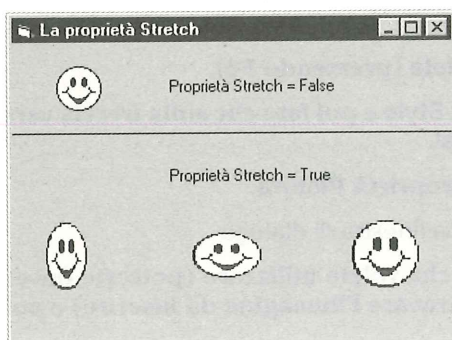 La proprietà Stretch
Proprietà Stretch = False
Proprietà Stretch = True